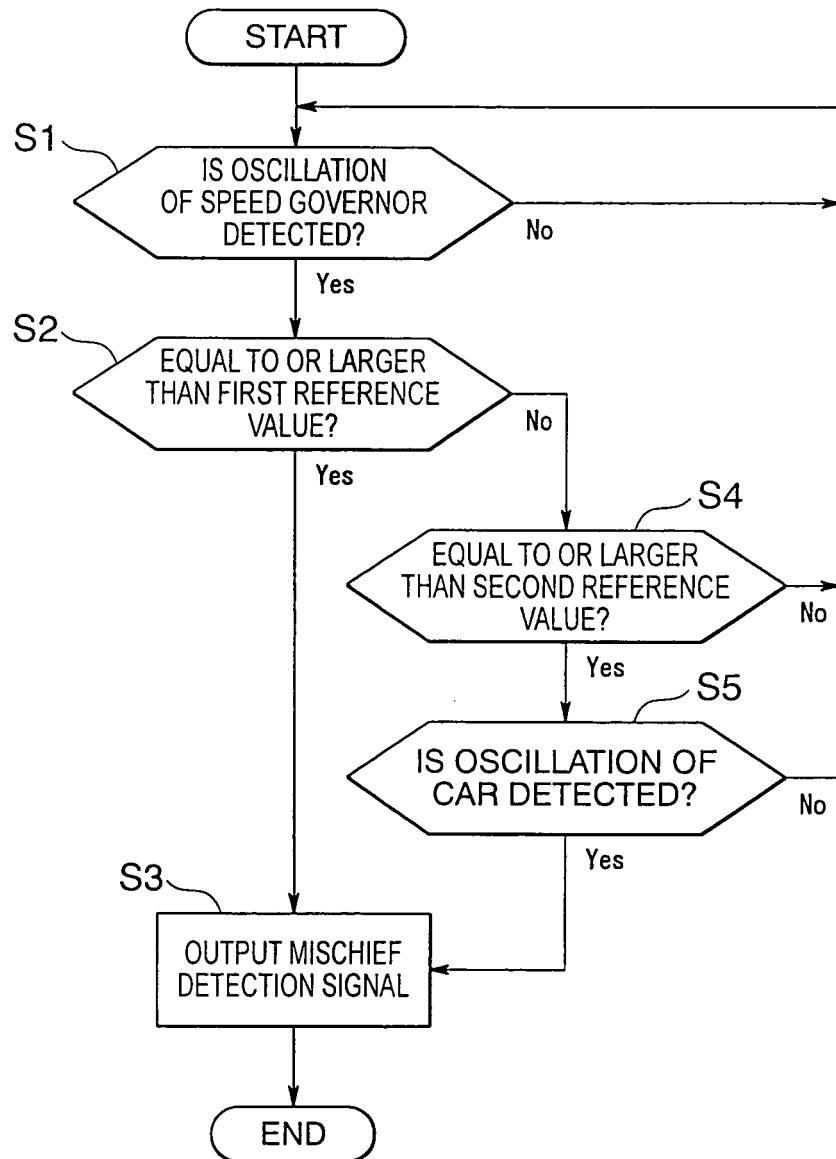 START
S1
IS OSCILLATION
OF SPEED GOVERNOR
DETECTED?
No
Yes
S2
EQUAL TO OR LARGER
THAN FIRST REFERENCE
VALUE?
No
Yes
S4
EQUAL TO OR LARGER
THAN SECOND REFERENCE
VALUE?
No
Yes
S5
IS OSCILLATION OF
CAR DETECTED?
No
Yes
S3
OUTPUT MISCHIEF
DETECTION SIGNAL
END